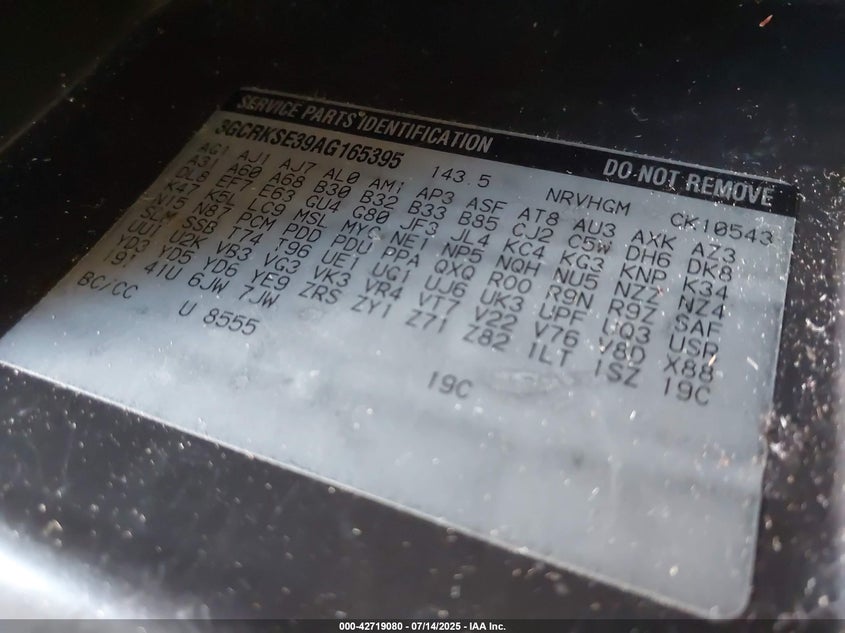 SERVICE PARTS IDENTIFICATION DO NOT REMOVE
3GCRKSE39AG165395 143.5 NRVHGM CK10543
AG1 AJ1 AJ7 AL0 AM1 AP3 ASF AT8 AU3 AXK AZ3
A31 A60 A68 B30 B32 B33 B85 CJ2 C5W DH6 DK8
DL8 EF7 E63 GU4 G80 JF3 JL4 KC4 KG3 KNP K34
K47 K5L LC9 MSL MYC NE1 NP5 NQH NU5 NZZ NZ4
N15 N87 PCM PDD PDU PPA QXQ R00 R9N R9Z SAF
SLM SSB T74 T96 UE1 UG1 UJ6 UK3 UPF UQ3 USR
UU1 U2K VB3 VG3 VK3 VR4 VT7 V22 V76 V8D X88
YD3 YD5 YD6 YE9 ZRS ZY1 Z71 Z82 1LT 1SZ 19C
191 41U 6JW 7JW
BC/CC U 8555 19C
000-42719080 - 07/14/2025 - IAA Inc.